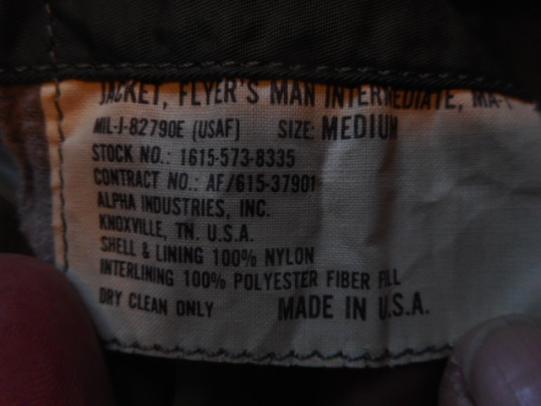 JACKET, FLYER'S MAN INTERMEDIATE, MA-1
MIL-J-82790E (USAF) SIZE: MEDIUM
STOCK NO.: 1615-573-8335
CONTRACT NO.: AF/615-37901
ALPHA INDUSTRIES, INC.
KNOXVILLE, TN. U.S.A.
SHELL & LINING 100% NYLON
INTERLINING 100% POLYESTER FIBER FILL
DRY CLEAN ONLY MADE IN U.S.A.